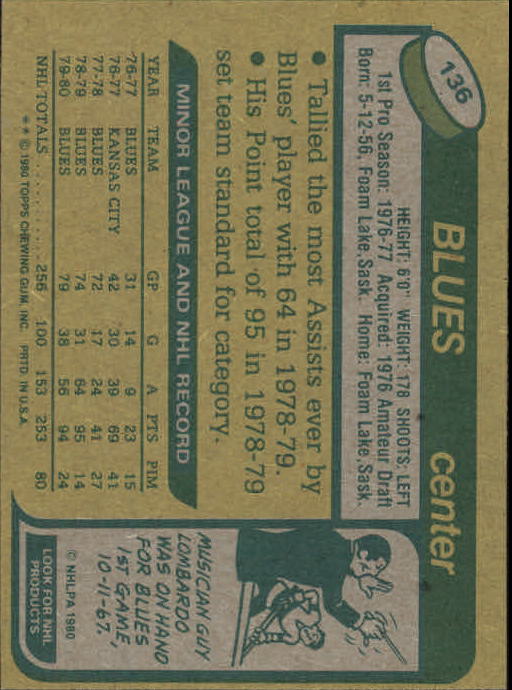 136
BLUES center
HEIGHT: 6'0" WEIGHT: 178 SHOOTS: LEFT
1st Pro Season: 1976-77 Acquired: 1976 Amateur Draft
Born: 5-12-56, Foam Lake, Sask. Home: Foam Lake, Sask.
● Tallied the most Assists ever by
Blues' player with 64 in 1978-79.
● His Point total of 95 in 1978-79
set team standard for category.
MINOR LEAGUE AND NHL RECORD
YEAR TEAM GP G A PTS PIM
76-77 BLUES 31 14 9 23 15
76-77 KANSAS CITY 42 30 39 69 41
77-78 BLUES 72 17 24 41 27
78-79 BLUES 74 31 64 95 14
79-80 BLUES 79 38 56 94 24
NHL TOTALS .......... 256 100 153 253 80
** © 1980 TOPPS CHEWING GUM, INC. PRTD. IN U.S.A.
MUSICIAN GUY
LOMBARDO
WAS ON HAND
FOR BLUES
1ST GAME,
10-11-67.
© NHLPA 1980
LOOK FOR NHL
PRODUCTS